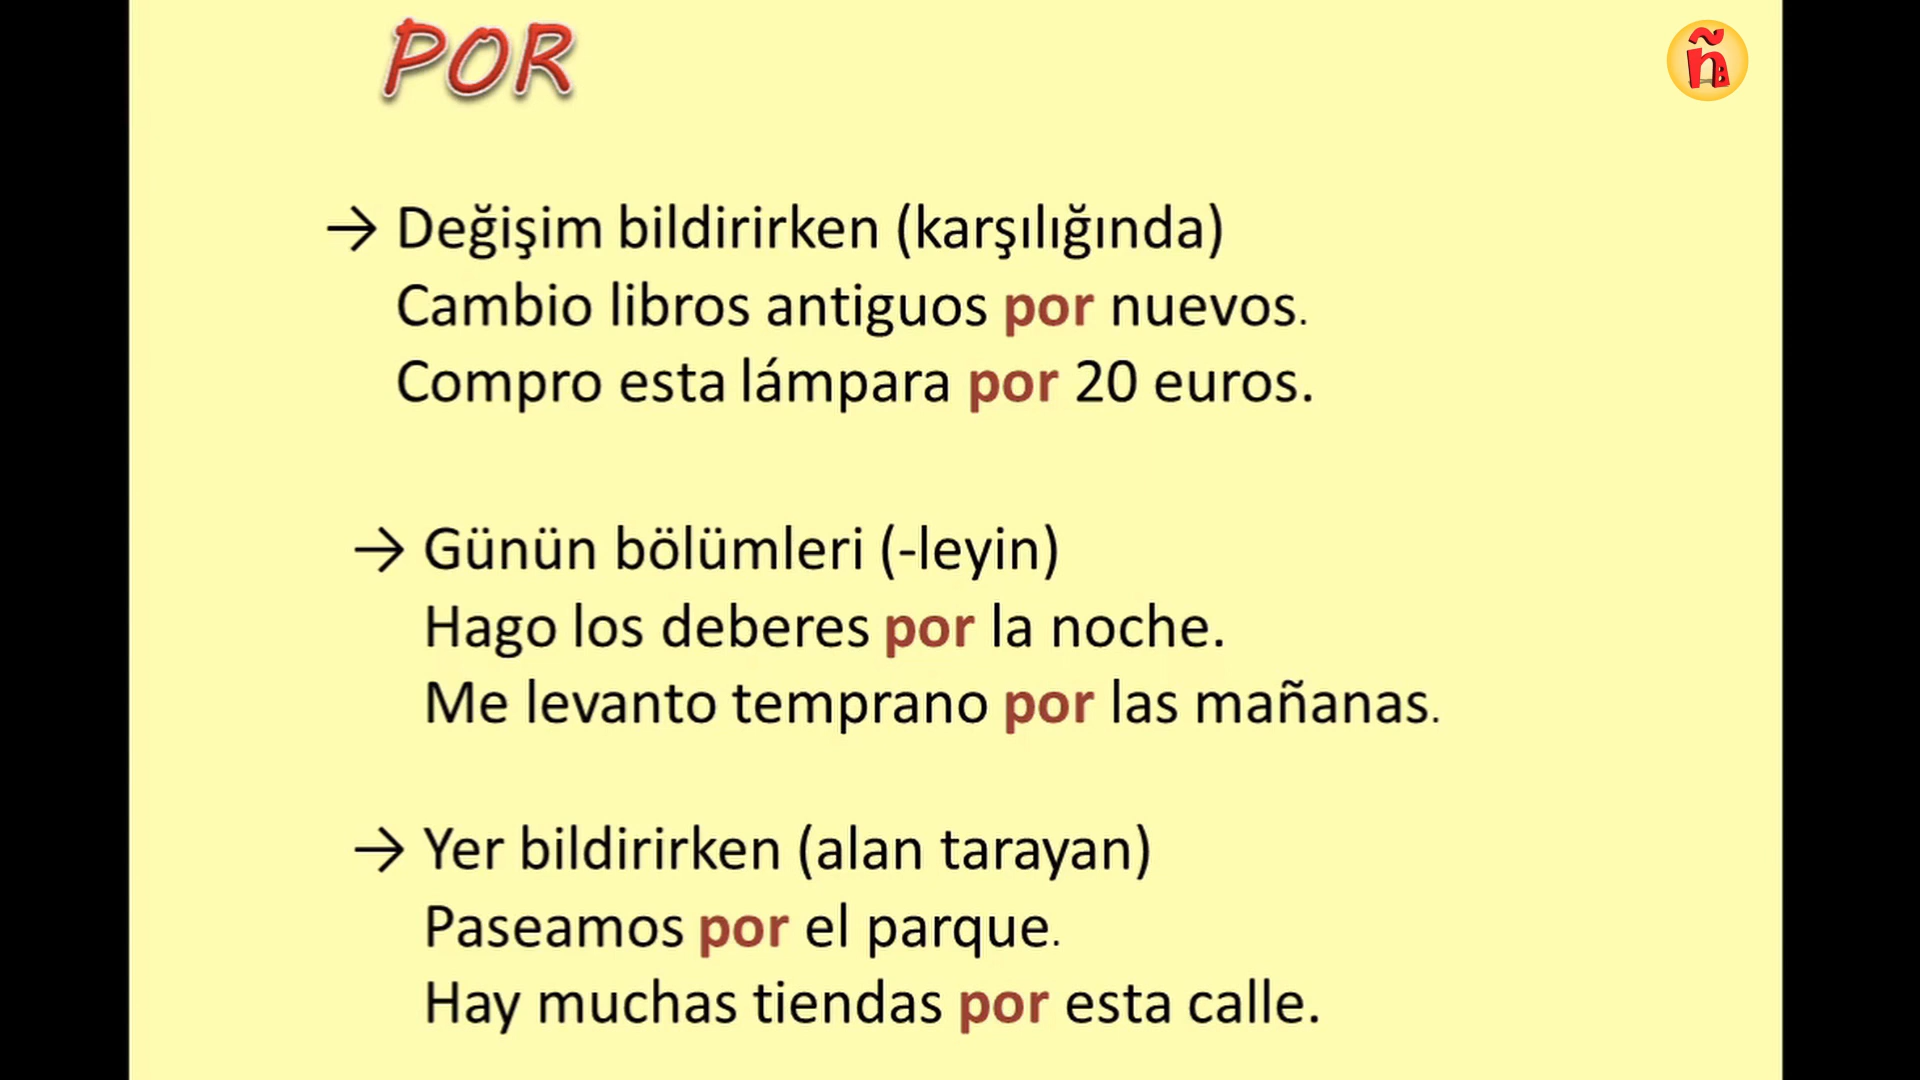 POR
ñ
→ Değişim bildirirken (karşılığında)
Cambio libros antiguos por nuevos.
Compro esta lámpara por 20 euros.
→ Günün bölümleri (-leyin)
Hago los deberes por la noche.
Me levanto temprano por las mañanas.
→ Yer bildirirken (alan tarayan)
Paseamos por el parque.
Hay muchas tiendas por esta calle.